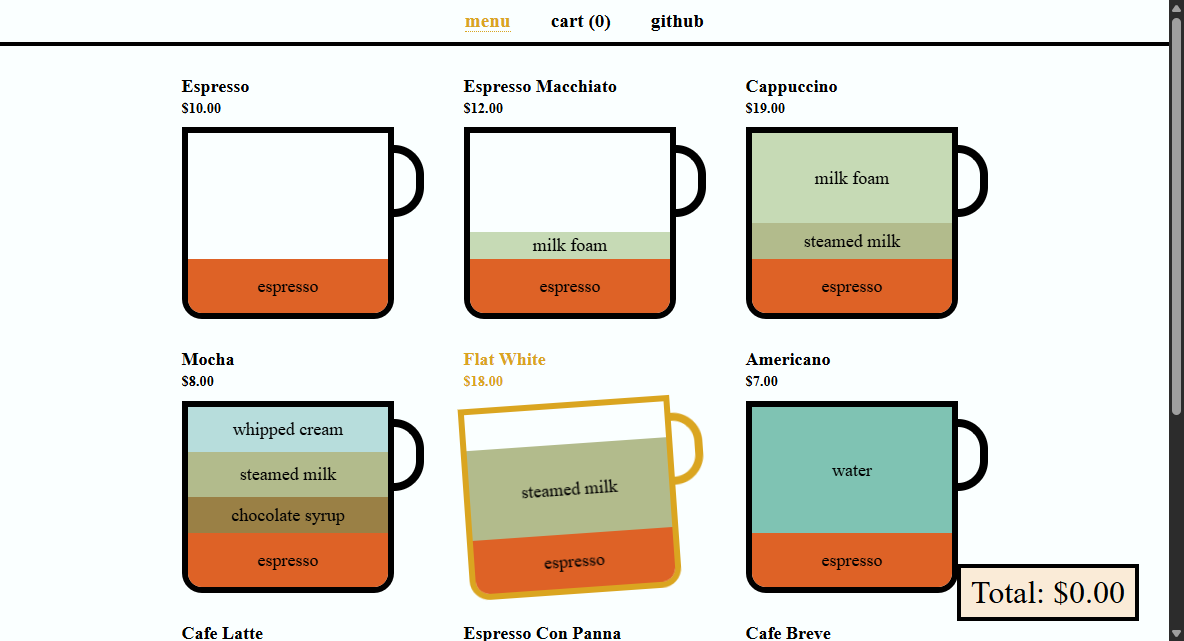 menu cart (0) github
Espresso
$10.00
espresso
Espresso Macchiato
$12.00
milk foam
espresso
Cappuccino
$19.00
milk foam
steamed milk
espresso
Mocha
$8.00
whipped cream
steamed milk
chocolate syrup
espresso
Flat White
$18.00
steamed milk
espresso
Americano
$7.00
water
espresso
Total: $0.00
Cafe Latte
Espresso Con Panna
Cafe Breve